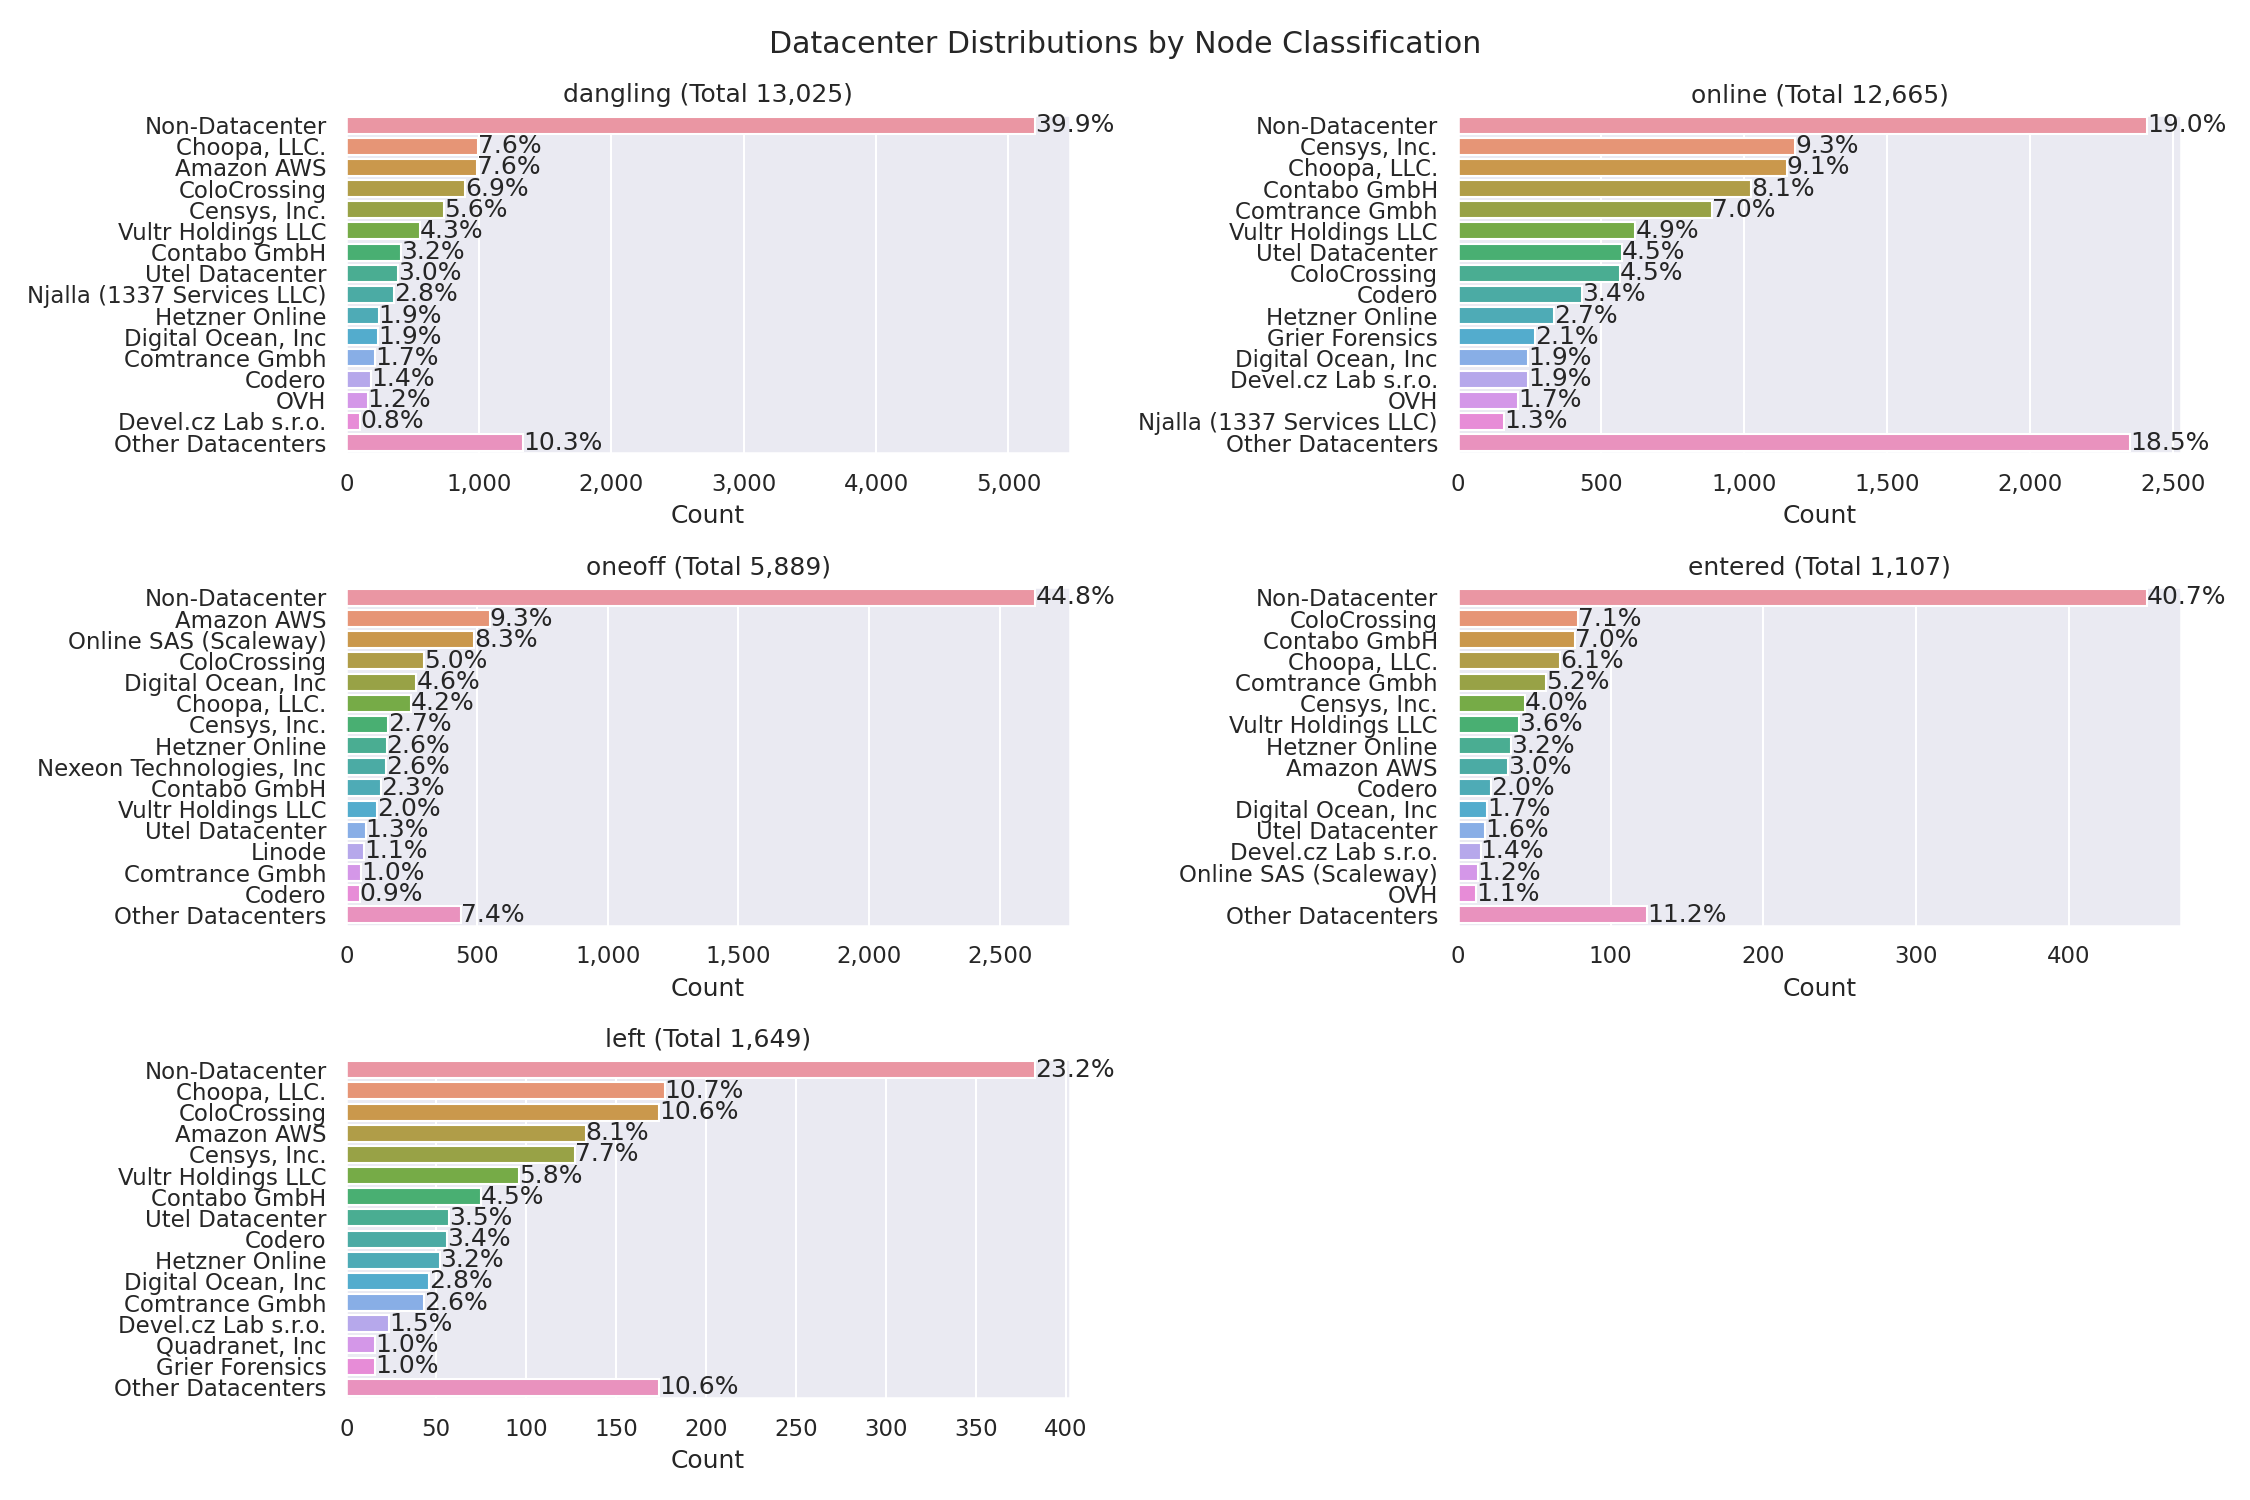 Datacenter Distributions by Node Classification
dangling (Total 13,025)
Non-Datacenter 39.9%
Choopa, LLC. 7.6%
Amazon AWS 7.6%
ColoCrossing 6.9%
Censys, Inc. 5.6%
Vultr Holdings LLC 4.3%
Contabo GmbH 3.2%
Utel Datacenter 3.0%
Njalla (1337 Services LLC) 2.8%
Hetzner Online 1.9%
Digital Ocean, Inc 1.9%
Comtrance Gmbh 1.7%
Codero 1.4%
OVH 1.2%
Devel.cz Lab s.r.o. 0.8%
Other Datacenters 10.3%
0 1,000 2,000 3,000 4,000 5,000
Count
online (Total 12,665)
Non-Datacenter 19.0%
Censys, Inc. 9.3%
Choopa, LLC. 9.1%
Contabo GmbH 8.1%
Comtrance Gmbh 7.0%
Vultr Holdings LLC 4.9%
Utel Datacenter 4.5%
ColoCrossing 4.5%
Codero 3.4%
Hetzner Online 2.7%
Grier Forensics 2.1%
Digital Ocean, Inc 1.9%
Devel.cz Lab s.r.o. 1.9%
OVH 1.7%
Njalla (1337 Services LLC) 1.3%
Other Datacenters 18.5%
0 500 1,000 1,500 2,000 2,500
Count
oneoff (Total 5,889)
Non-Datacenter 44.8%
Amazon AWS 9.3%
Online SAS (Scaleway) 8.3%
ColoCrossing 5.0%
Digital Ocean, Inc 4.6%
Choopa, LLC. 4.2%
Censys, Inc. 2.7%
Hetzner Online 2.6%
Nexeon Technologies, Inc 2.6%
Contabo GmbH 2.3%
Vultr Holdings LLC 2.0%
Utel Datacenter 1.3%
Linode 1.1%
Comtrance Gmbh 1.0%
Codero 0.9%
Other Datacenters 7.4%
0 500 1,000 1,500 2,000 2,500
Count
entered (Total 1,107)
Non-Datacenter 40.7%
ColoCrossing 7.1%
Contabo GmbH 7.0%
Choopa, LLC. 6.1%
Comtrance Gmbh 5.2%
Censys, Inc. 4.0%
Vultr Holdings LLC 3.6%
Hetzner Online 3.2%
Amazon AWS 3.0%
Codero 2.0%
Digital Ocean, Inc 1.7%
Utel Datacenter 1.6%
Devel.cz Lab s.r.o. 1.4%
Online SAS (Scaleway) 1.2%
OVH 1.1%
Other Datacenters 11.2%
0 100 200 300 400
Count
left (Total 1,649)
Non-Datacenter 23.2%
Choopa, LLC. 10.7%
ColoCrossing 10.6%
Amazon AWS 8.1%
Censys, Inc. 7.7%
Vultr Holdings LLC 5.8%
Contabo GmbH 4.5%
Utel Datacenter 3.5%
Codero 3.4%
Hetzner Online 3.2%
Digital Ocean, Inc 2.8%
Comtrance Gmbh 2.6%
Devel.cz Lab s.r.o. 1.5%
Quadranet, Inc 1.0%
Grier Forensics 1.0%
Other Datacenters 10.6%
0 50 100 150 200 250 300 350 400
Count